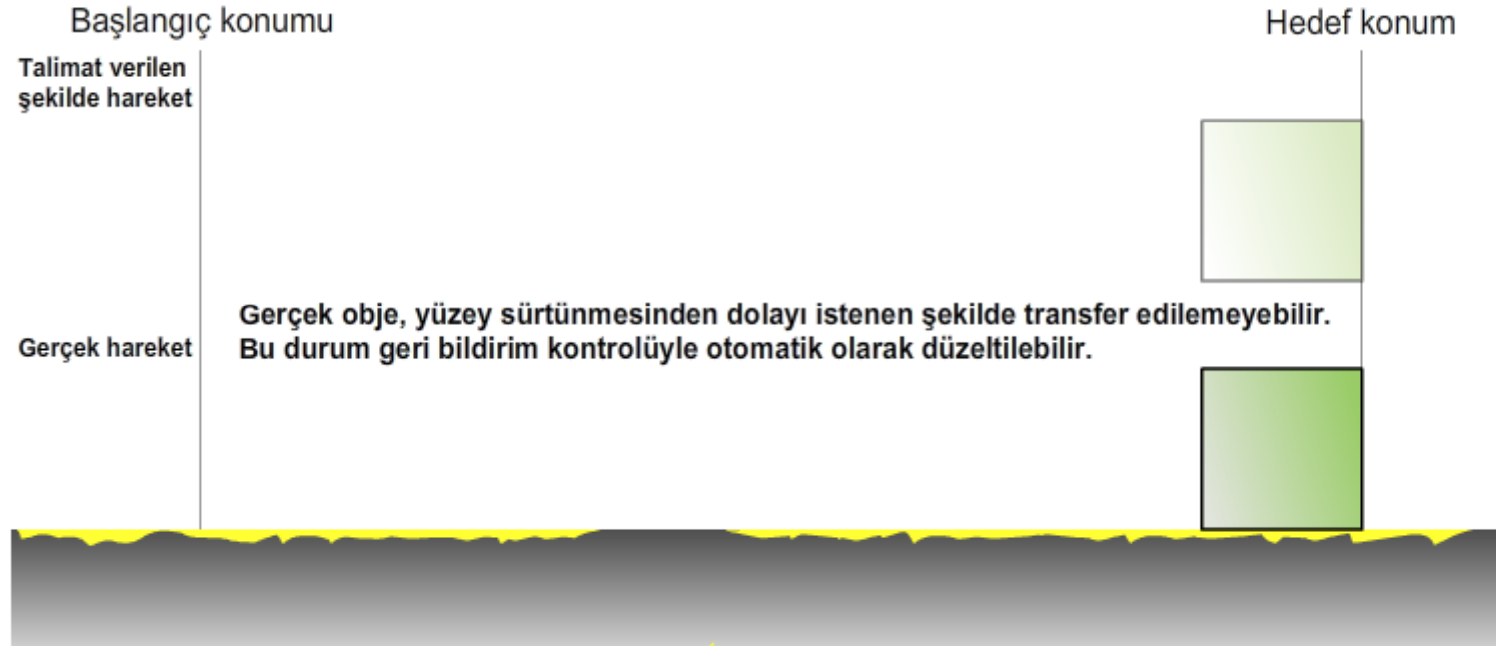 Başlangıç konumu
Hedef konum
Talimat verilen
şekilde hareket
Gerçek obje, yüzey sürtünmesinden dolayı istenen şekilde transfer edilemeyebilir.
Gerçek hareket
Bu durum geri bildirim kontrolüyle otomatik olarak düzeltilebilir.